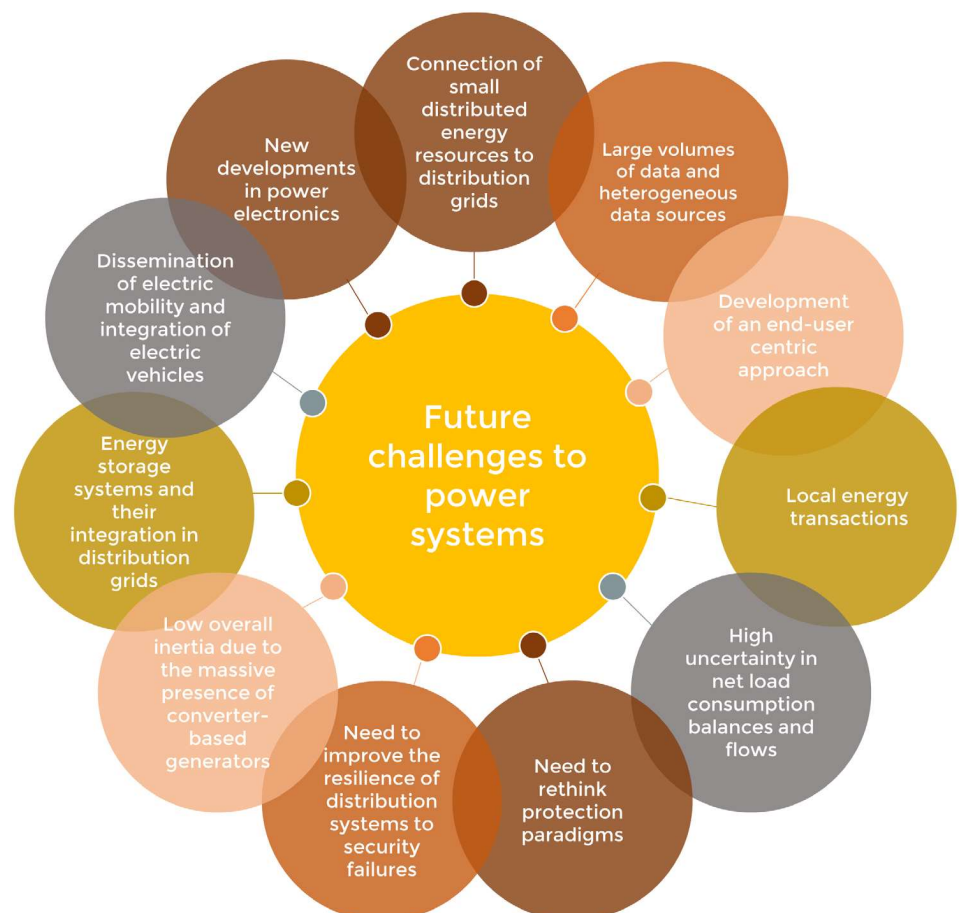 Future
challenges to
power
systems
Connection of
small
distributed
energy
resources to
distribution
grids
Large volumes
of data and
heterogeneous
data sources
Development
of an end-user
centric
approach
Local energy
transactions
High
uncertainty in
net load
consumption
balances and
flows
Need to
rethink
protection
paradigms
Need to
improve the
resilience of
distribution
systems to
security
failures
Low overall
inertia due to
the massive
presence of
converter-
based
generators
Energy
storage
systems and
their
integration in
distribution
grids
Dissemination
of electric
mobility and
integration of
electric
vehicles
New
developments
in power
electronics